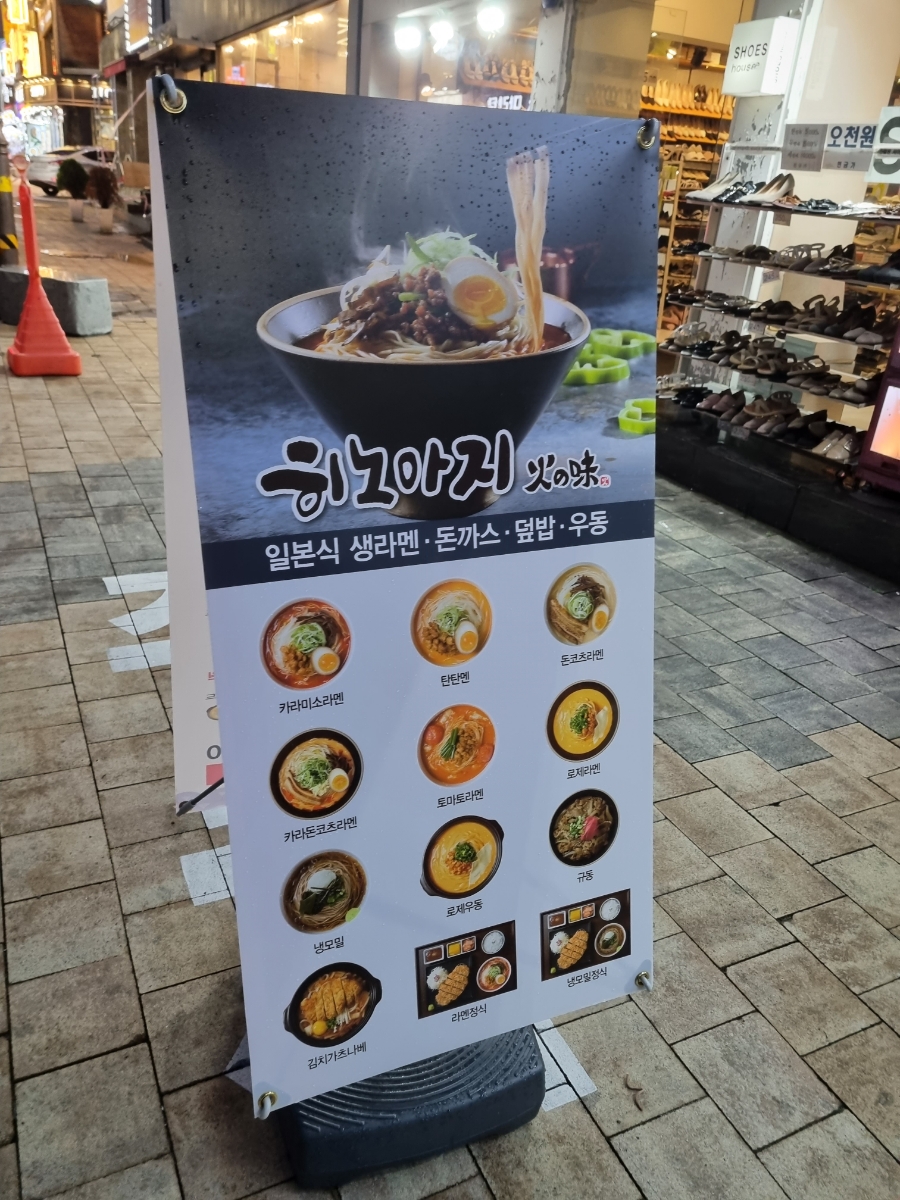 SHOES
house
오천원
히노아지 火の味
일본식 생라멘·돈까스·덮밥·우동
카라미소라멘
탄탄멘
돈코츠라멘
카라돈코츠라멘
토마토라멘
로제라멘
냉모밀
로제우동
규동
김치가츠나베
라멘정식
냉모밀정식